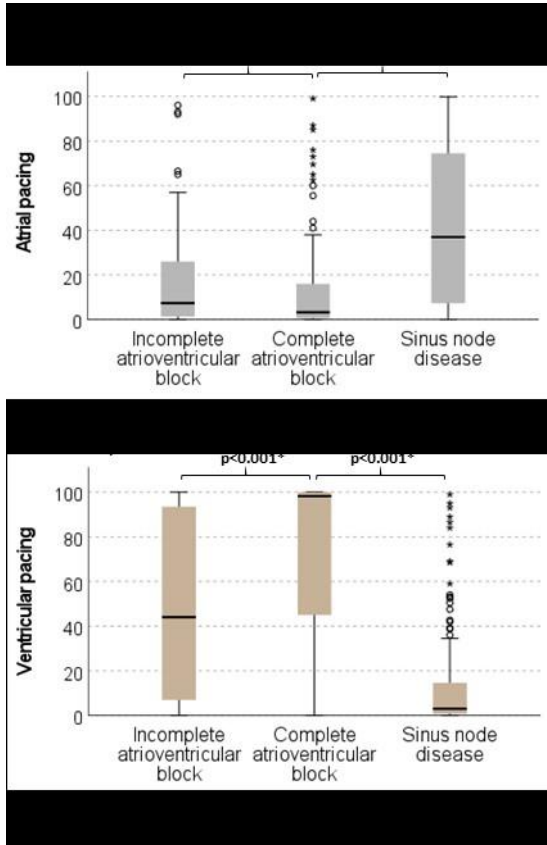 100
80
60
40
20
0
Atrial pacing
Incomplete atrioventricular block
Complete atrioventricular block
Sinus node disease
p<0.001* p<0.001*
100
80
60
40
20
0
Ventricular pacing
Incomplete atrioventricular block
Complete atrioventricular block
Sinus node disease